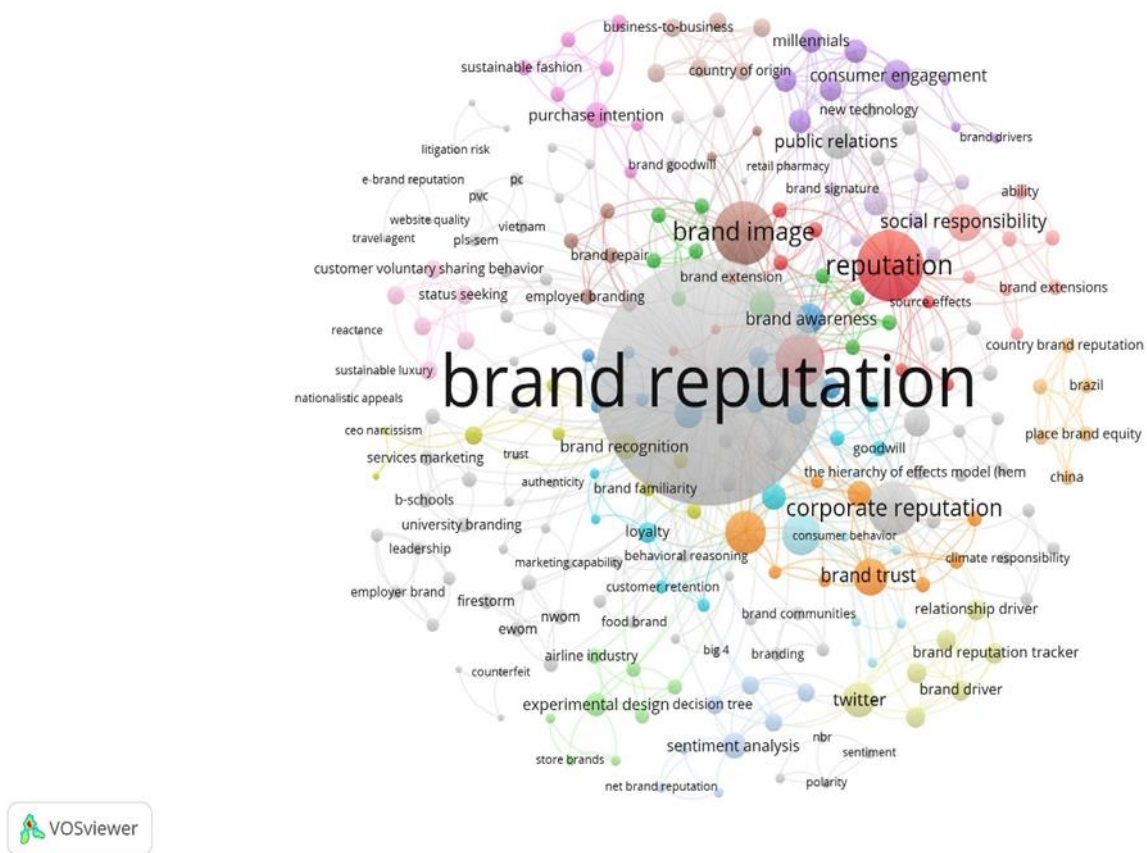 business-to-business
millennials
sustainable fashion
country of origin
consumer engagement
new technology
purchase intention
brand drivers
public relations
litigation risk
brand goodwill
retail pharmacy
e-brand reputation
pc
brand signature
ability
pvc
website quality
vietnam
social responsibility
travel agent
pls-sem
brand image
brand repair
reputation
customer voluntary sharing behavior
brand extension
status seeking
employer branding
brand extensions
source effects
brand awareness
reactance
country brand reputation
sustainable luxury
brand reputation
brazil
nationalistic appeals
ceo narcissism
place brand equity
services marketing
trust
brand recognition
goodwill
the hierarchy of effects model (hem
china
authenticity
brand familiarity
b-schools
corporate reputation
university branding
loyalty
consumer behavior
leadership
marketing capability
behavioral reasoning
climate responsibility
brand trust
employer brand
customer retention
firestorm
nwom
food brand
brand communities
relationship driver
ewom
airline industry
big 4
branding
brand reputation tracker
counterfeit
brand driver
experimental design
decision tree
twitter
sentiment analysis
nbr
sentiment
store brands
net brand reputation
polarity
VOSviewer